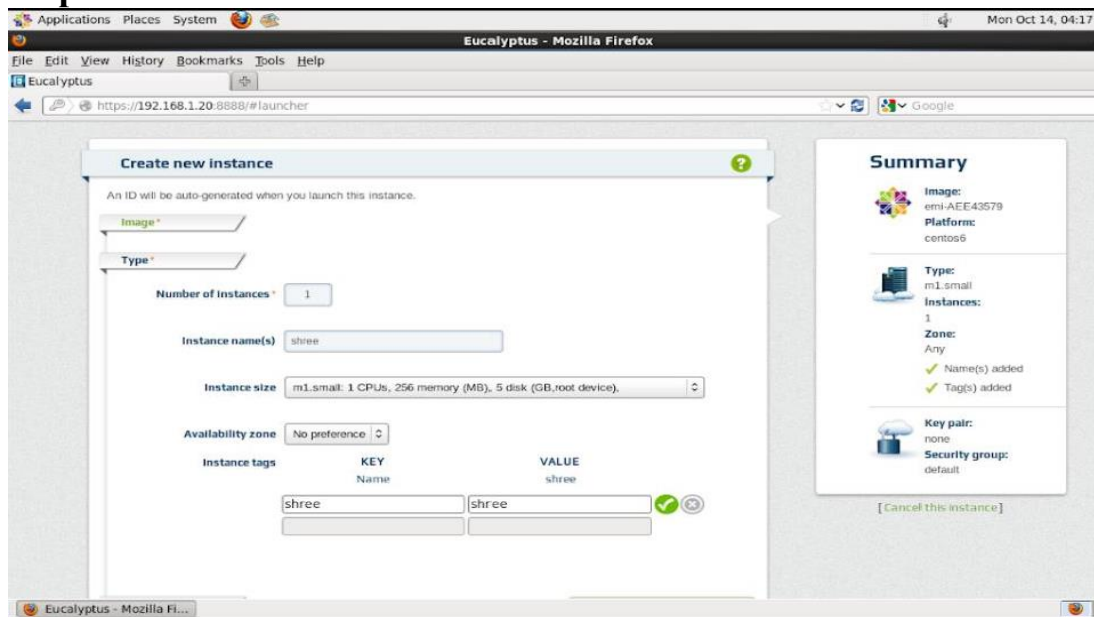 Applications Places System Mon Oct 14, 04:17
Eucalyptus - Mozilla Firefox
File Edit View History Bookmarks Tools Help
Eucalyptus
https://192.168.1.20:8888/#launcher Google
Create new instance
An ID will be auto-generated when you launch this instance.
Image*
Type*
Number of instances* 1
Instance name(s) shree
Instance size m1.small: 1 CPUs, 256 memory (MB), 5 disk (GB,root device),
Availability zone No preference
Instance tags KEY VALUE
Name shree
shree shree
Summary
Image:
emi-AEE43579
Platform:
centos6
Type:
m1.small
Instances:
1
Zone:
Any
Name(s) added
Tag(s) added
Key pair:
none
Security group:
default
[Cancel this instance]
Eucalyptus - Mozilla Fi...